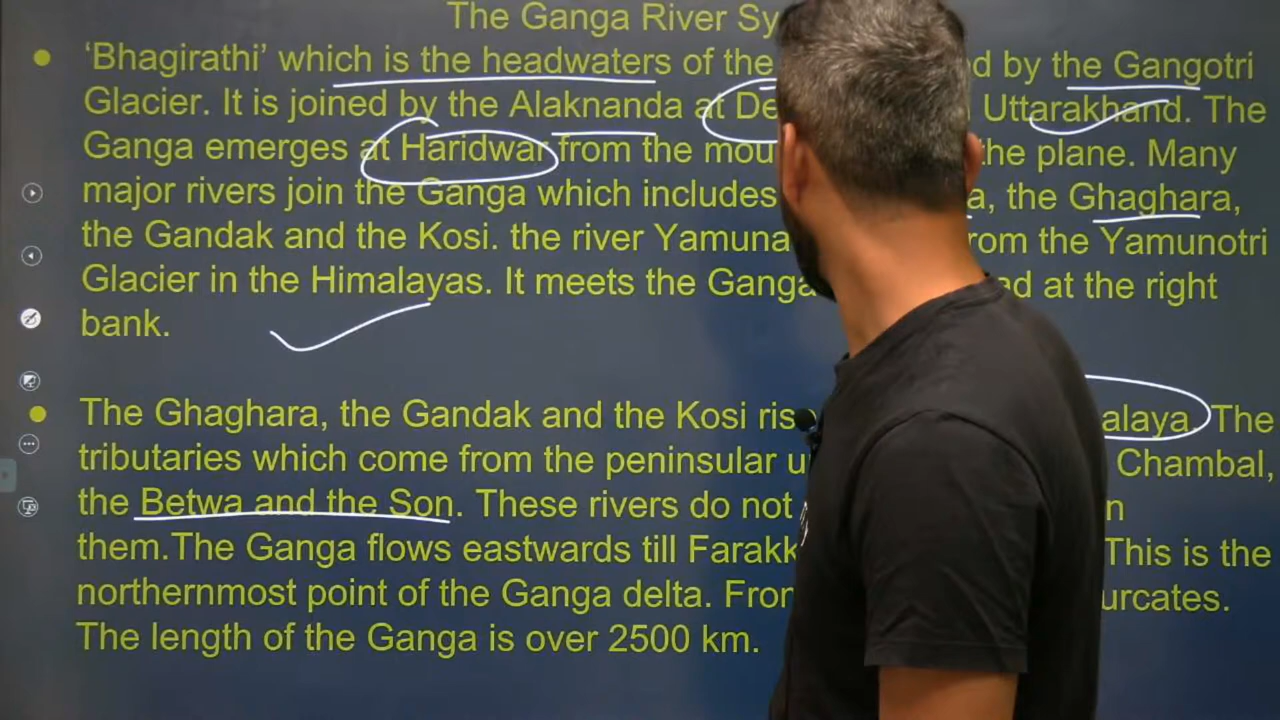 The Ganga River Sy
‘Bhagirathi’ which is the headwaters of the d by the Gangotri
Glacier. It is joined by the Alaknanda at De Uttarakhand. The
Ganga emerges at Haridwar from the mou the plane. Many
major rivers join the Ganga which includes a, the Ghaghara,
the Gandak and the Kosi. the river Yamuna rom the Yamunotri
Glacier in the Himalayas. It meets the Ganga ad at the right
bank.
The Ghaghara, the Gandak and the Kosi rise alaya. The
tributaries which come from the peninsular u Chambal,
the Betwa and the Son. These rivers do not n
them.The Ganga flows eastwards till Farakk This is the
northernmost point of the Ganga delta. Fron urcates.
The length of the Ganga is over 2500 km.